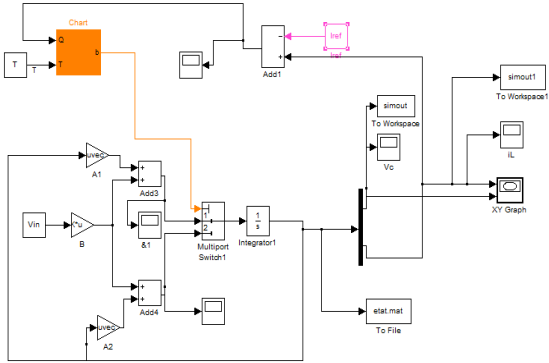 Chart
Q
T
b
T
T
Iref
Iref
Add1
simout1
To Workspace1
simout
To Workspace
Vc
iL
XY Graph
uvec
A1
Add3
Vin
K*u
B
&1
1
2
Multiport
Switch1
1
s
Integrator1
Add4
uvec
A2
etat.mat
To File